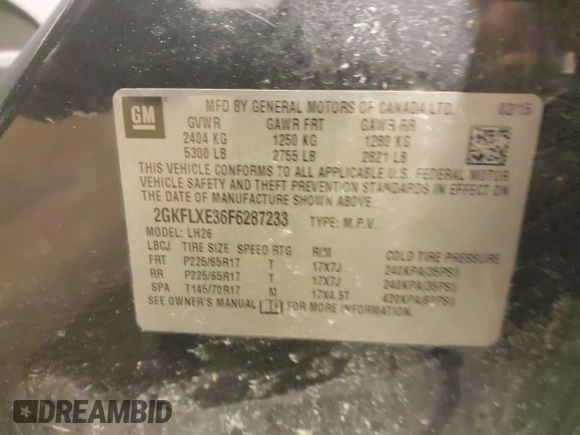 GM
MFD BY GENERAL MOTORS OF CANADA LTD. 02/15
GVWR GAWR FRT GAWR RR
2404 KG 1250 KG 1280 KG
5300 LB 2755 LB 2821 LB
THIS VEHICLE CONFORMS TO ALL APPLICABLE U.S. FEDERAL MOTOR
VEHICLE SAFETY AND THEFT PREVENTION STANDARDS IN EFFECT ON
THE DATE OF MANUFACTURE SHOWN ABOVE.
2GKFLXE36F6287233 TYPE: M.P.V.
MODEL: LH26
LBCJ TIRE SIZE SPEED RTG RIM COLD TIRE PRESSURE
FRT P225/65R17 T 17X7J 240KPA(35PSI)
RR P225/65R17 T 17X7J 240KPA(35PSI)
SPA T145/70R17 M 17X4.5T 420KPA(60PSI)
SEE OWNER'S MANUAL FOR MORE INFORMATION.
DREAMBID